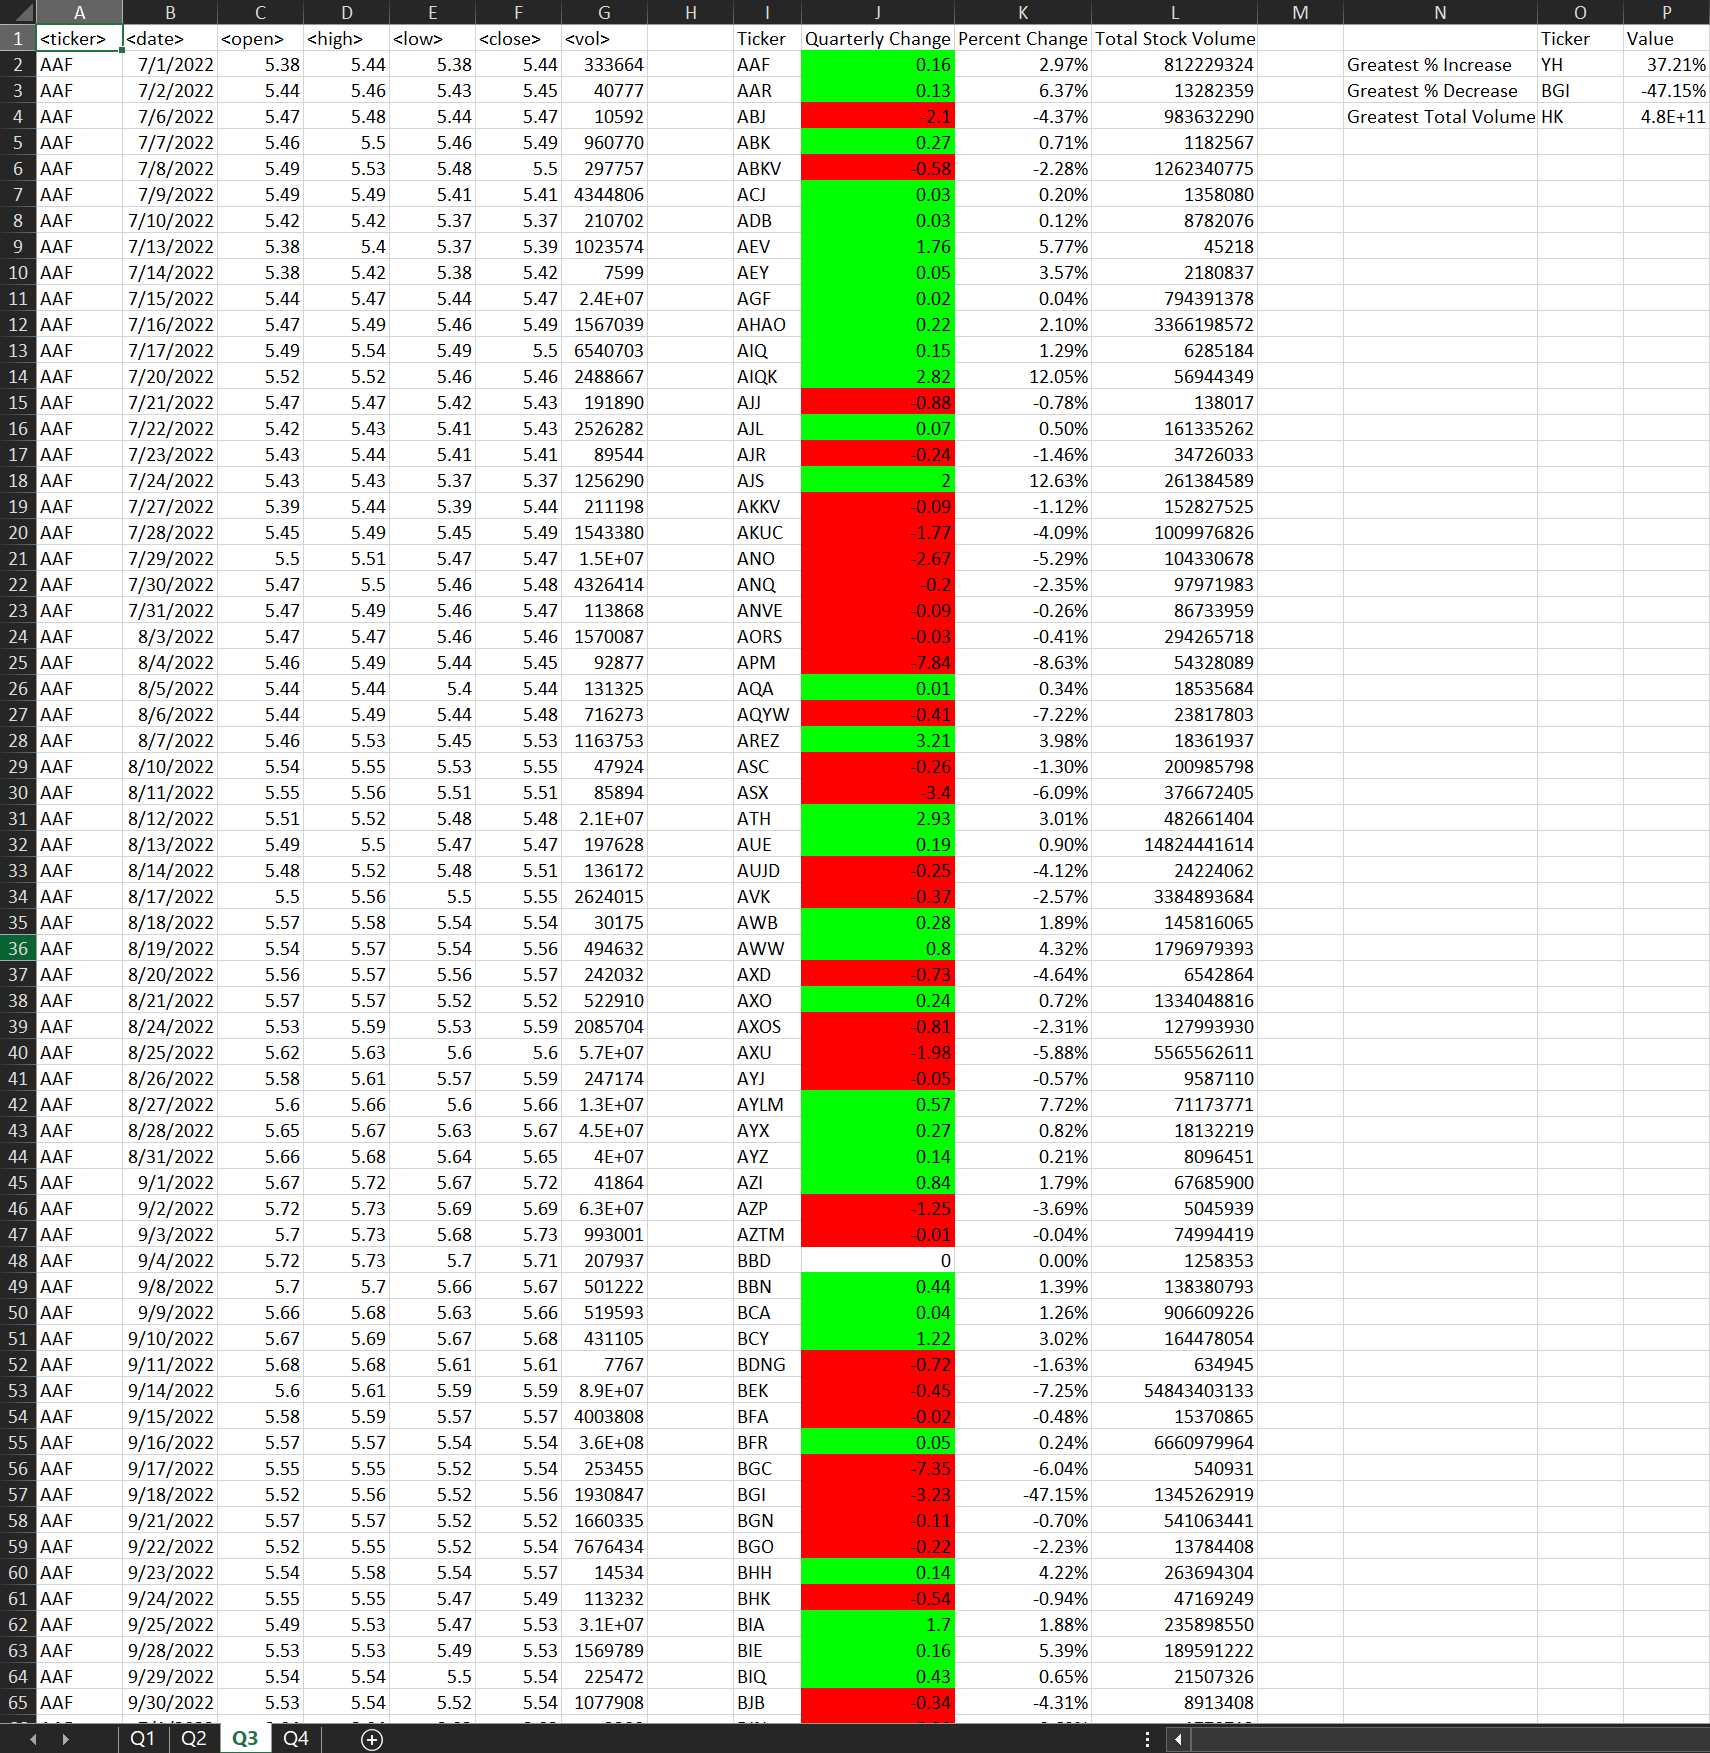 A B C D E F G H I J K L M N O P
1 <ticker> <date> <open> <high> <low> <close> <vol> Ticker Quarterly Change Percent Change Total Stock Volume Ticker Value
2 AAF 7/1/2022 5.38 5.44 5.38 5.44 333664 AAF 0.16 2.97% 812229324 Greatest % Increase YH 37.21%
3 AAF 7/2/2022 5.44 5.46 5.43 5.45 40777 AAR 0.13 6.37% 13282359 Greatest % Decrease BGI -47.15%
4 AAF 7/6/2022 5.47 5.48 5.44 5.47 10592 ABJ -2.1 -4.37% 983632290 Greatest Total Volume HK 4.8E+11
5 AAF 7/7/2022 5.46 5.5 5.46 5.49 960770 ABK 0.27 0.71% 1182567
6 AAF 7/8/2022 5.49 5.53 5.48 5.5 297757 ABKV -0.58 -2.28% 1262340775
7 AAF 7/9/2022 5.49 5.49 5.41 5.41 4344806 ACJ 0.03 0.20% 1358080
8 AAF 7/10/2022 5.42 5.42 5.37 5.37 210702 ADB 0.03 0.12% 8782076
9 AAF 7/13/2022 5.38 5.4 5.37 5.39 1023574 AEV 1.76 5.77% 45218
10 AAF 7/14/2022 5.38 5.42 5.38 5.42 7599 AEY 0.05 3.57% 2180837
11 AAF 7/15/2022 5.44 5.47 5.44 5.47 2.4E+07 AGF 0.02 0.04% 794391378
12 AAF 7/16/2022 5.47 5.49 5.46 5.49 1567039 AHAO 0.22 2.10% 3366198572
13 AAF 7/17/2022 5.49 5.54 5.49 5.5 6540703 AIQ 0.15 1.29% 6285184
14 AAF 7/20/2022 5.52 5.52 5.46 5.46 2488667 AIQK 2.82 12.05% 56944349
15 AAF 7/21/2022 5.47 5.47 5.42 5.43 191890 AJJ -0.88 -0.78% 138017
16 AAF 7/22/2022 5.42 5.43 5.41 5.43 2526282 AJL 0.07 0.50% 161335262
17 AAF 7/23/2022 5.43 5.44 5.41 5.41 89544 AJR -0.24 -1.46% 34726033
18 AAF 7/24/2022 5.43 5.43 5.37 5.37 1256290 AJS 2 12.63% 261384589
19 AAF 7/27/2022 5.39 5.44 5.39 5.44 211198 AKKV -0.09 -1.12% 152827525
20 AAF 7/28/2022 5.45 5.49 5.45 5.49 1543380 AKUC -1.77 -4.09% 1009976826
21 AAF 7/29/2022 5.5 5.51 5.47 5.47 1.5E+07 ANO -2.67 -5.29% 104330678
22 AAF 7/30/2022 5.47 5.5 5.46 5.48 4326414 ANQ -0.2 -2.35% 97971983
23 AAF 7/31/2022 5.47 5.49 5.46 5.47 113868 ANVE -0.09 -0.26% 86733959
24 AAF 8/3/2022 5.47 5.47 5.46 5.46 1570087 AORS -0.03 -0.41% 294265718
25 AAF 8/4/2022 5.46 5.49 5.44 5.45 92877 APM -7.84 -8.63% 54328089
26 AAF 8/5/2022 5.44 5.44 5.4 5.44 131325 AQA 0.01 0.34% 18535684
27 AAF 8/6/2022 5.44 5.49 5.44 5.48 716273 AQYW -0.41 -7.22% 23817803
28 AAF 8/7/2022 5.46 5.53 5.45 5.53 1163753 AREZ 3.21 3.98% 18361937
29 AAF 8/10/2022 5.54 5.55 5.53 5.55 47924 ASC -0.26 -1.30% 200985798
30 AAF 8/11/2022 5.55 5.56 5.51 5.51 85894 ASX -3.4 -6.09% 376672405
31 AAF 8/12/2022 5.51 5.52 5.48 5.48 2.1E+07 ATH 2.93 3.01% 482661404
32 AAF 8/13/2022 5.49 5.5 5.47 5.47 197628 AUE 0.19 0.90% 14824441614
33 AAF 8/14/2022 5.48 5.52 5.48 5.51 136172 AUJD -0.25 -4.12% 24224062
34 AAF 8/17/2022 5.5 5.56 5.5 5.55 2624015 AVK -0.37 -2.57% 3384893684
35 AAF 8/18/2022 5.57 5.58 5.54 5.54 30175 AWB 0.28 1.89% 145816065
36 AAF 8/19/2022 5.54 5.57 5.54 5.56 494632 AWW 0.8 4.32% 1796979393
37 AAF 8/20/2022 5.56 5.57 5.56 5.57 242032 AXD -0.73 -4.64% 6542864
38 AAF 8/21/2022 5.57 5.57 5.52 5.52 522910 AXO 0.24 0.72% 1334048816
39 AAF 8/24/2022 5.53 5.59 5.53 5.59 2085704 AXOS -0.81 -2.31% 127993930
40 AAF 8/25/2022 5.62 5.63 5.6 5.6 5.7E+07 AXU -1.98 -5.88% 5565562611
41 AAF 8/26/2022 5.58 5.61 5.57 5.59 247174 AYJ -0.05 -0.57% 9587110
42 AAF 8/27/2022 5.6 5.66 5.6 5.66 1.3E+07 AYLM 0.57 7.72% 71173771
43 AAF 8/28/2022 5.65 5.67 5.63 5.67 4.5E+07 AYX 0.27 0.82% 18132219
44 AAF 8/31/2022 5.66 5.68 5.64 5.65 4E+07 AYZ 0.14 0.21% 8096451
45 AAF 9/1/2022 5.67 5.72 5.67 5.72 41864 AZI 0.84 1.79% 67685900
46 AAF 9/2/2022 5.72 5.73 5.69 5.69 6.3E+07 AZP -1.25 -3.69% 5045939
47 AAF 9/3/2022 5.7 5.73 5.68 5.73 993001 AZTM -0.01 -0.04% 74994419
48 AAF 9/4/2022 5.72 5.73 5.7 5.71 207937 BBD 0 0.00% 1258353
49 AAF 9/8/2022 5.7 5.7 5.66 5.67 501222 BBN 0.44 1.39% 138380793
50 AAF 9/9/2022 5.66 5.68 5.63 5.66 519593 BCA 0.04 1.26% 906609226
51 AAF 9/10/2022 5.67 5.69 5.67 5.68 431105 BCY 1.22 3.02% 164478054
52 AAF 9/11/2022 5.68 5.68 5.61 5.61 7767 BDNG -0.72 -1.63% 634945
53 AAF 9/14/2022 5.6 5.61 5.59 5.59 8.9E+07 BEK -0.45 -7.25% 54843403133
54 AAF 9/15/2022 5.58 5.59 5.57 5.57 4003808 BFA -0.02 -0.48% 15370865
55 AAF 9/16/2022 5.57 5.57 5.54 5.54 3.6E+08 BFR 0.05 0.24% 6660979964
56 AAF 9/17/2022 5.55 5.55 5.52 5.54 253455 BGC -7.35 -6.04% 540931
57 AAF 9/18/2022 5.52 5.56 5.52 5.56 1930847 BGI -3.23 -47.15% 1345262919
58 AAF 9/21/2022 5.57 5.57 5.52 5.52 1660335 BGN -0.11 -0.70% 541063441
59 AAF 9/22/2022 5.52 5.55 5.52 5.54 7676434 BGO -0.22 -2.23% 13784408
60 AAF 9/23/2022 5.54 5.58 5.54 5.57 14534 BHH 0.14 4.22% 263694304
61 AAF 9/24/2022 5.55 5.55 5.47 5.49 113232 BHK -0.54 -0.94% 47169249
62 AAF 9/25/2022 5.49 5.53 5.47 5.53 3.1E+07 BIA 1.7 1.88% 235898550
63 AAF 9/28/2022 5.53 5.53 5.49 5.53 1569789 BIE 0.16 5.39% 189591222
64 AAF 9/29/2022 5.54 5.54 5.5 5.54 225472 BIQ 0.43 0.65% 21507326
65 AAF 9/30/2022 5.53 5.54 5.52 5.54 1077908 BJB -0.34 -4.31% 8913408
Q1 Q2 Q3 Q4